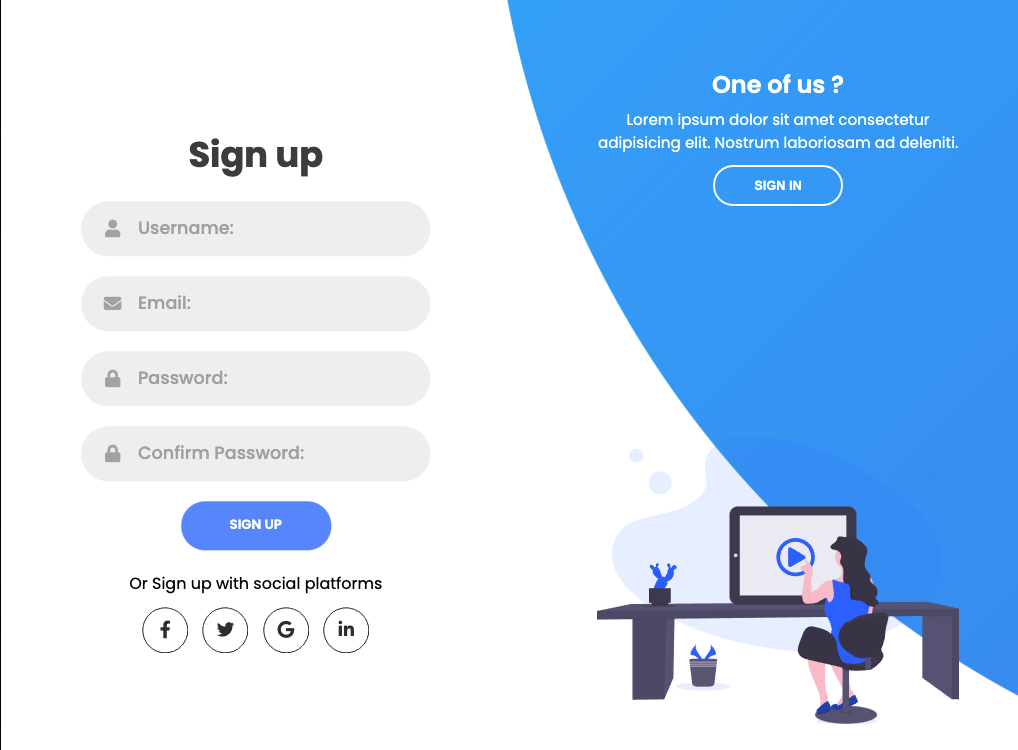 Sign up
Username:
Email:
Password:
Confirm Password:
SIGN UP
Or Sign up with social platforms
f
G
in
One of us ?
Lorem ipsum dolor sit amet consectetur
adipisicing elit. Nostrum laboriosam ad deleniti.
SIGN IN